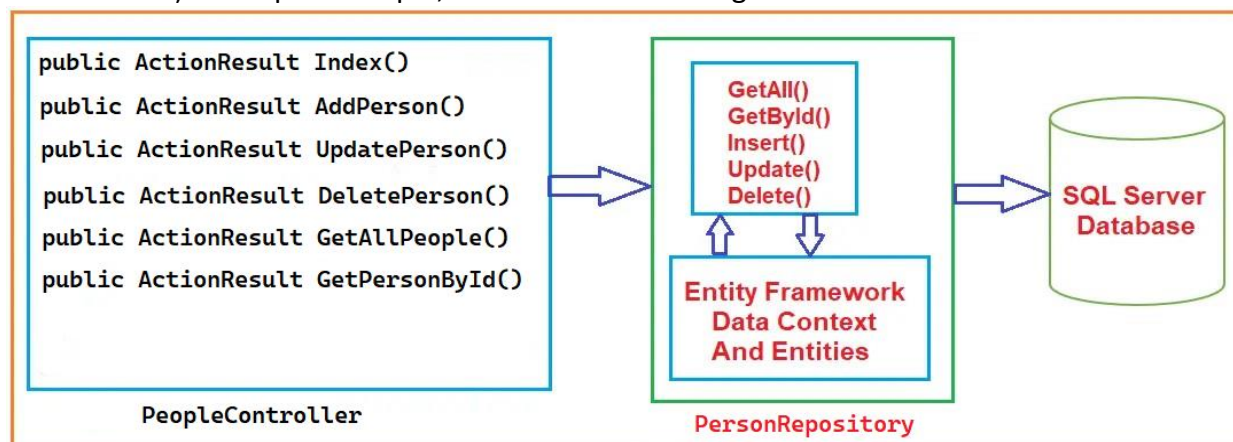 public ActionResult Index()
public ActionResult AddPerson()
public ActionResult UpdatePerson()
public ActionResult DeletePerson()
public ActionResult GetAllPeople()
public ActionResult GetPersonById()
PeopleController
GetAll()
GetById()
Insert()
Update()
Delete()
Entity Framework
Data Context
And Entities
PersonRepository
SQL Server
Database